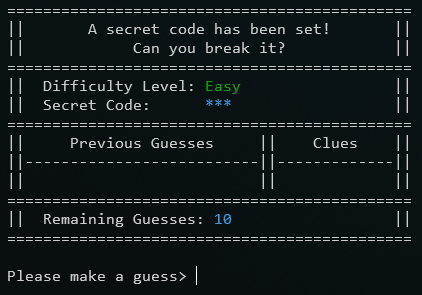 =============================================
||       A secret code has been set!       ||
||            Can you break it?            ||
=============================================
||  Difficulty Level: Easy                 ||
||  Secret Code:      ***                  ||
=============================================
||     Previous Guesses     ||    Clues    ||
||--------------------------||-------------||
||                          ||             ||
=============================================
||  Remaining Guesses: 10                  ||
=============================================
Please make a guess>